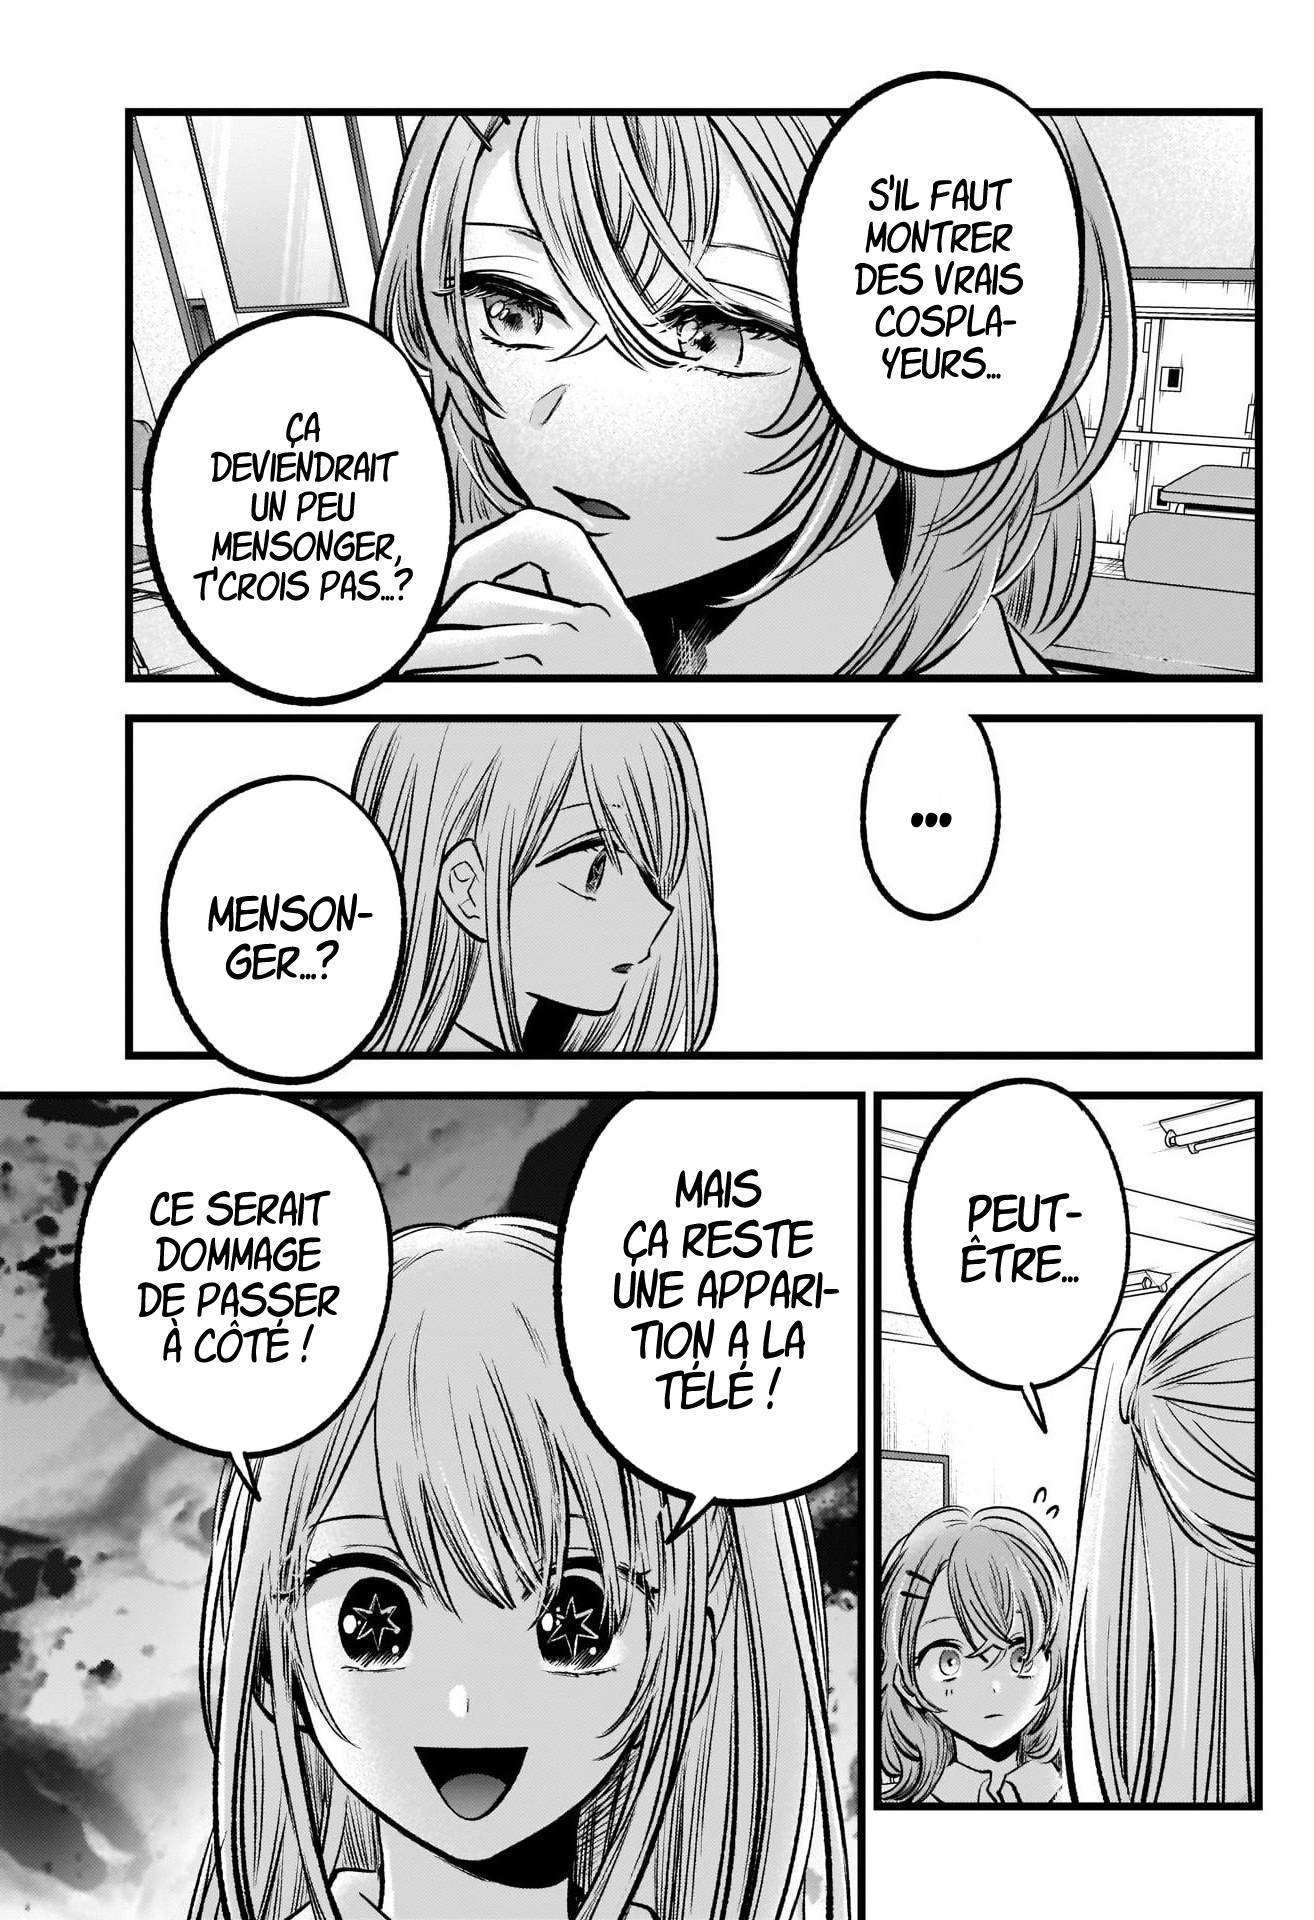 S'IL FAUT
MONTRER
DES VRAIS
COSPLA-
YEURS...
ÇA
DEVIENDRAIT
UN PEU
MENSONGER,
T'CROIS PAS...?
...
MENSON-
GER...?
PEUT-
ÊTRE...
MAIS
ÇA RESTE
UNE APPARI-
TION A LA
TÉLÉ !
CE SERAIT
DOMMAGE
DE PASSER
À CÔTÉ !